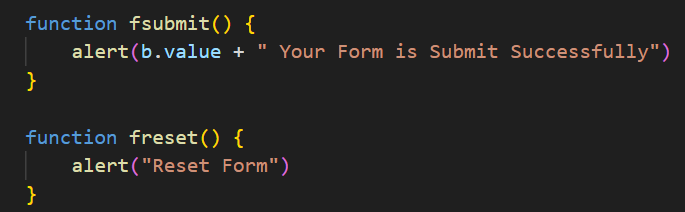 function fsubmit() {
    alert(b.value + " Your Form is Submit Successfully")
}
function freset() {
    alert("Reset Form")
}